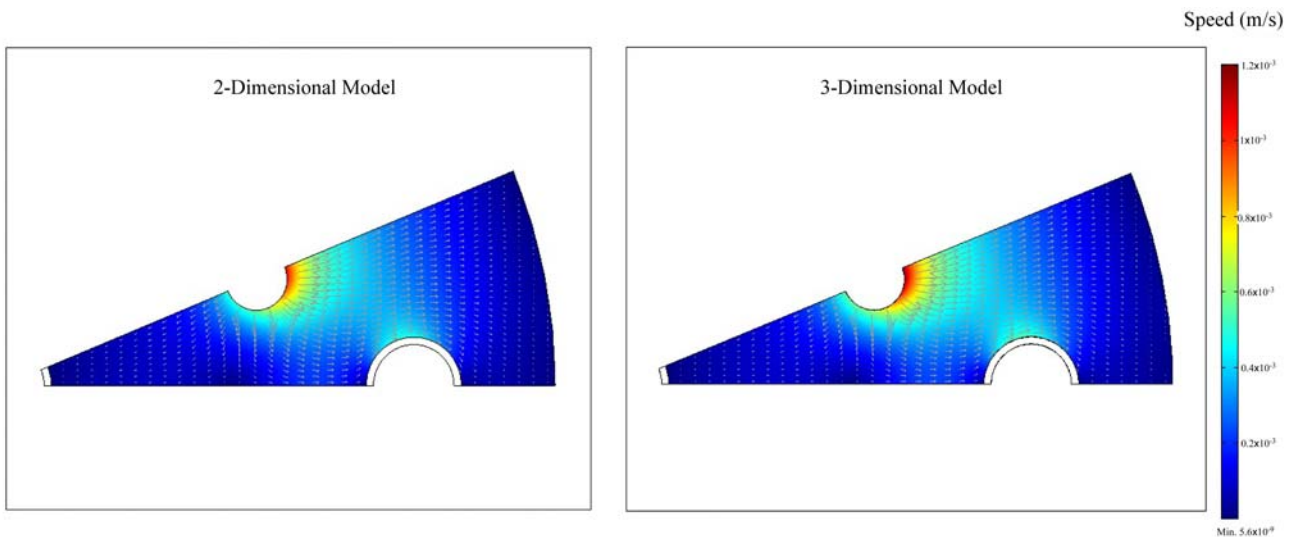 Speed (m/s)
2-Dimensional Model
3-Dimensional Model
1.2x10⁻³
1x10⁻³
0.8x10⁻³
0.6x10⁻³
0.4x10⁻³
0.2x10⁻³
Min. 5.6x10⁻⁹